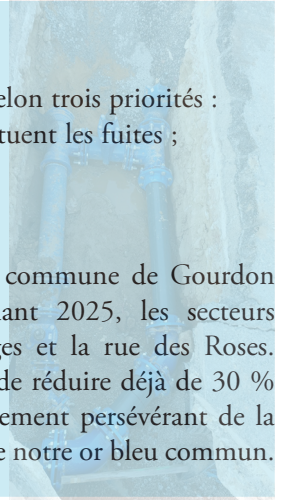 elon trois priorités :
tuent les fuites ;
commune de Gourdon
ant 2025, les secteurs
ges et la rue des Roses.
de réduire déjà de 30 %
ement persévérant de la
e notre or bleu commun.